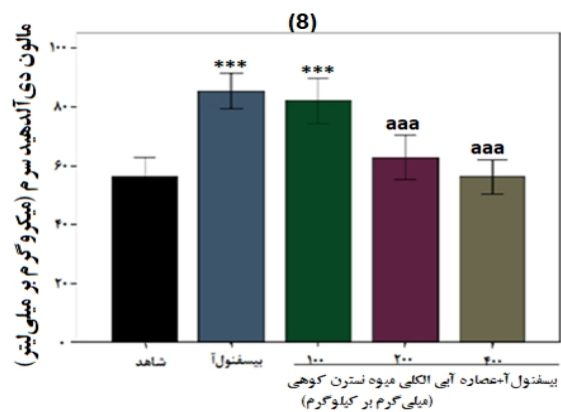 (8)
مالون دی‌آلدهید سرم (میکروگرم بر میلی‌لیتر)
۱۰۰
۸۰
۶۰
۴۰
۲۰
۰
***
***
aaa
aaa
شاهد
بیسفنول‌آ
۱۰۰
۲۰۰
۴۰۰
بیسفنول‌آ+عصاره آبی الکلی میوه نسترن کوهی
(میلی‌گرم بر کیلوگرم)